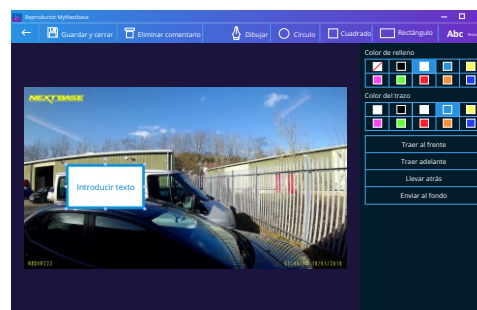 Reproductor MyNextbase
Guardar y cerrar
Eliminar comentario
Dibujar
Círculo
Cuadrado
Rectángulo
Abc
Color de relleno
NEXTBASE
Color del trazo
Traer al frente
Traer adelante
Introducir texto
Llevar atrás
Enviar al fondo